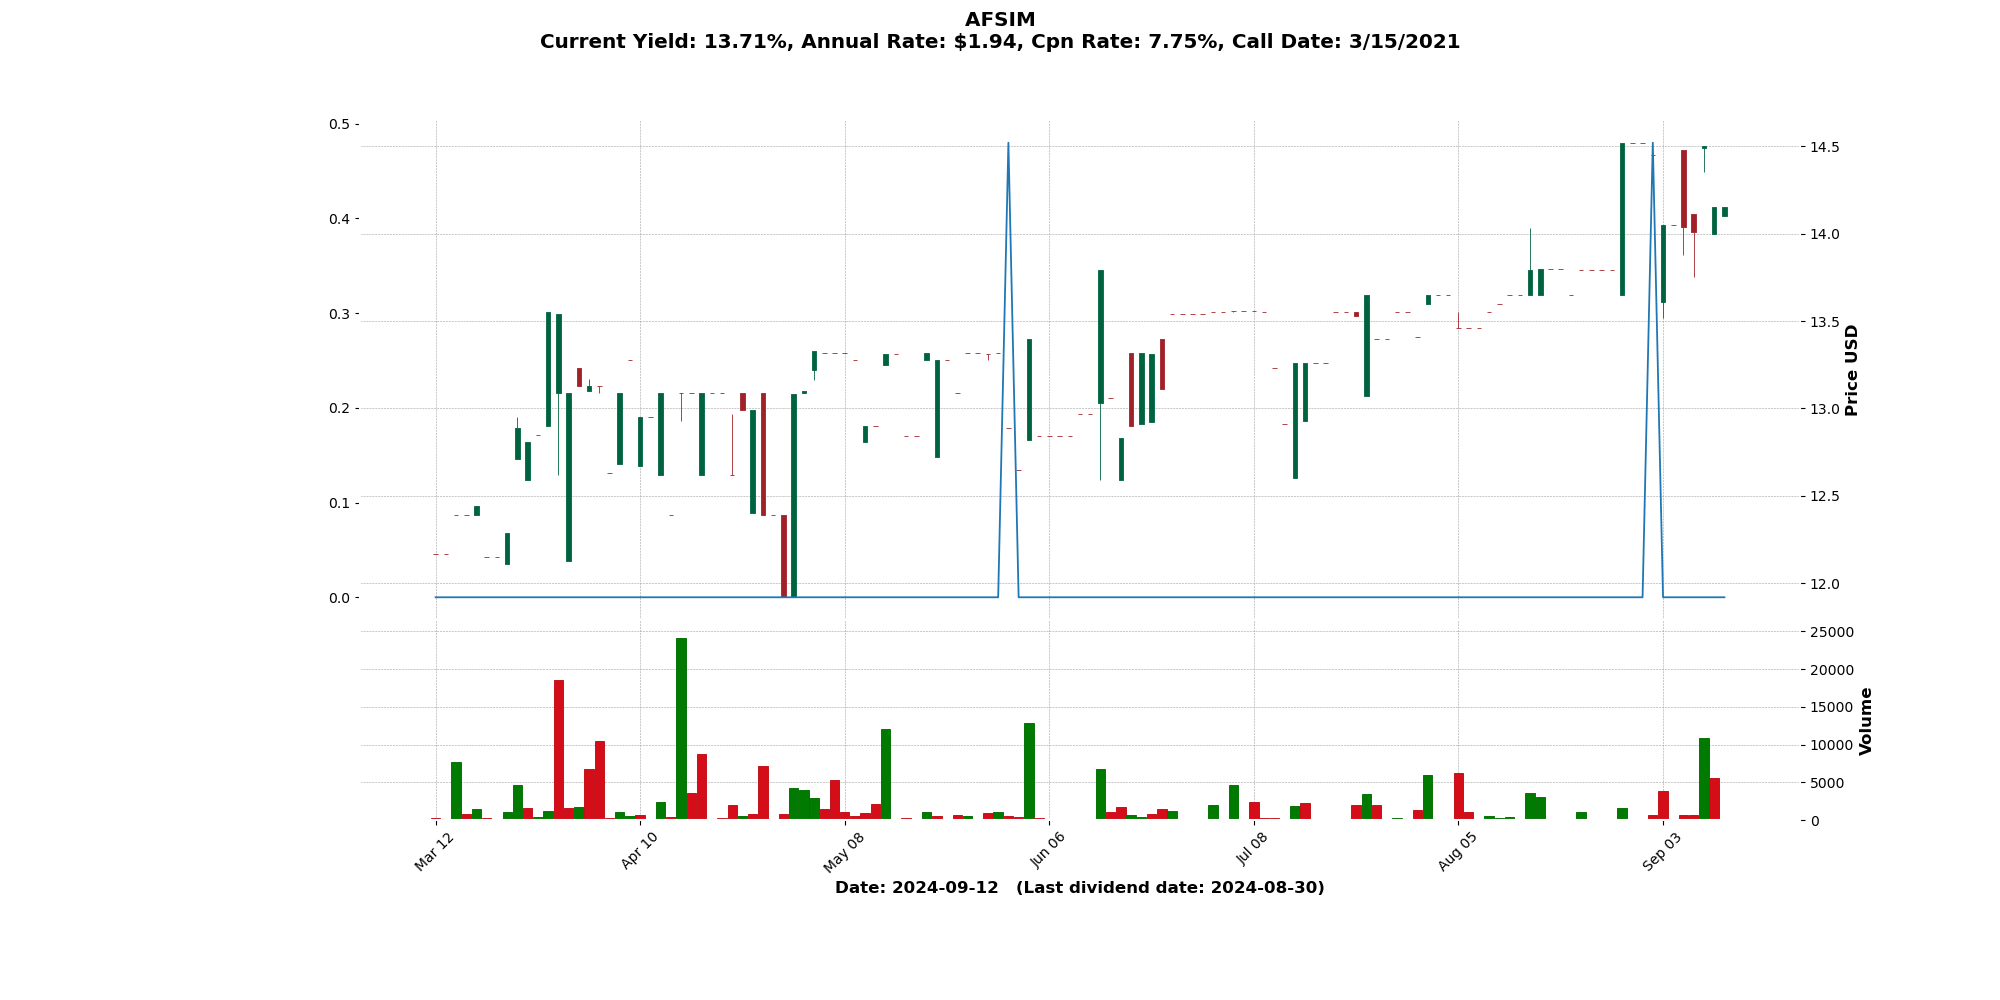 AFSIM
Current Yield: 13.71%, Annual Rate: $1.94, Cpn Rate: 7.75%, Call Date: 3/15/2021
0.5
0.4
0.3
0.2
0.1
0.0
14.5
14.0
13.5
13.0
12.5
12.0
Price USD
25000
20000
15000
10000
5000
0
Volume
Mar 12
Apr 10
May 08
Jun 06
Jul 08
Aug 05
Sep 03
Date: 2024-09-12 (Last dividend date: 2024-08-30)